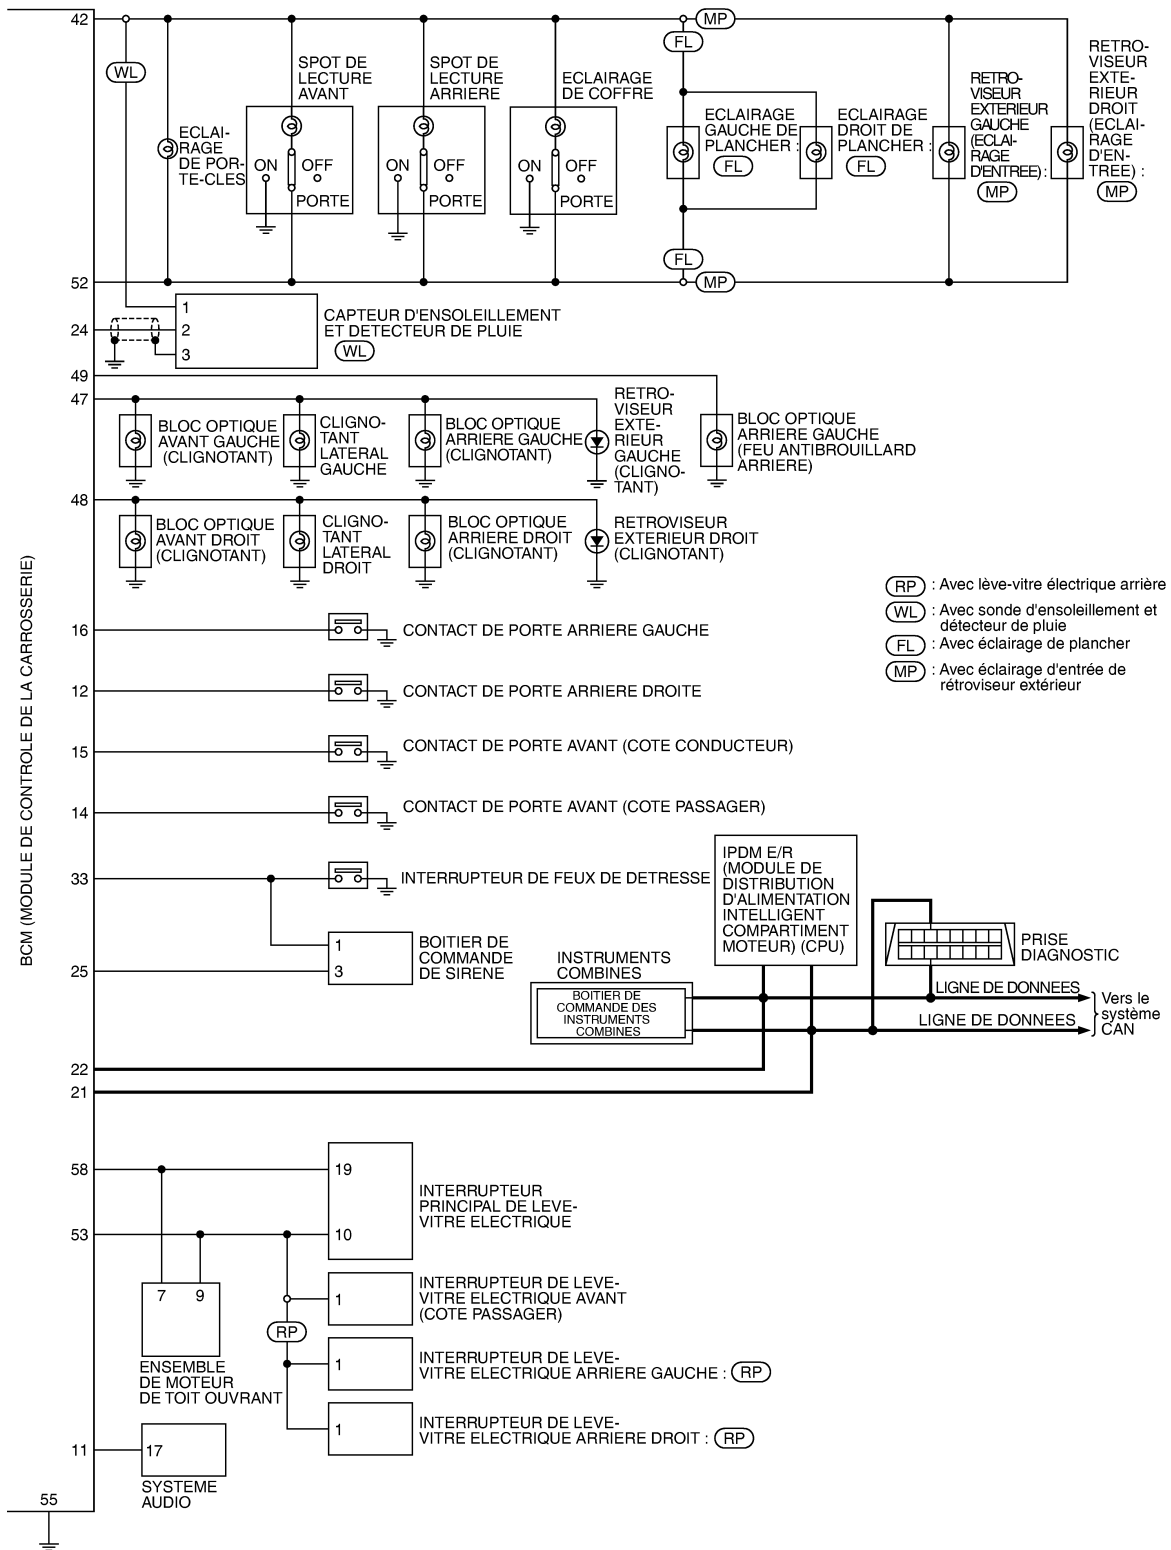 42
MP
FL
WL
SPOT DE
LECTURE
AVANT
SPOT DE
LECTURE
ARRIERE
ECLAIRAGE
DE COFFRE
ECLAIRAGE
GAUCHE DE
PLANCHER :
FL
ECLAIRAGE
DROIT DE
PLANCHER :
FL
RETRO-
VISEUR
EXTERIEUR
GAUCHE
(ECLAI-
RAGE
D'ENTREE) :
MP
RETRO-
VISEUR
EXTE-
RIEUR
DROIT
(ECLAI-
RAGE
D'EN-
TREE) :
MP
ECLAI-
RAGE
DE POR-
TE-CLES
ON OFF
PORTE
ON OFF
PORTE
ON OFF
PORTE
FL
52
MP
1
24
2
3
CAPTEUR D'ENSOLEILLEMENT
ET DETECTEUR DE PLUIE
WL
49
47
BLOC OPTIQUE
AVANT GAUCHE
(CLIGNOTANT)
CLIGNO-
TANT
LATERAL
GAUCHE
BLOC OPTIQUE
ARRIERE GAUCHE
(CLIGNOTANT)
RETRO-
VISEUR
EXTE-
RIEUR
GAUCHE
(CLIGNO-
TANT)
BLOC OPTIQUE
ARRIERE GAUCHE
(FEU ANTIBROUILLARD
ARRIERE)
48
BLOC OPTIQUE
AVANT DROIT
(CLIGNOTANT)
CLIGNO-
TANT
LATERAL
DROIT
BLOC OPTIQUE
ARRIERE DROIT
(CLIGNOTANT)
RETROVISEUR
EXTERIEUR DROIT
(CLIGNOTANT)
RP : Avec lève-vitre électrique arrière
WL : Avec sonde d'ensoleillement et
détecteur de pluie
FL : Avec éclairage de plancher
MP : Avec éclairage d'entrée de
rétroviseur extérieur
BCM (MODULE DE CONTROLE DE LA CARROSSERIE)
16
CONTACT DE PORTE ARRIERE GAUCHE
12
CONTACT DE PORTE ARRIERE DROITE
15
CONTACT DE PORTE AVANT (COTE CONDUCTEUR)
14
CONTACT DE PORTE AVANT (COTE PASSAGER)
33
INTERRUPTEUR DE FEUX DE DETRESSE
IPDM E/R
(MODULE DE
DISTRIBUTION
D'ALIMENTATION
INTELLIGENT
COMPARTIMENT
MOTEUR) (CPU)
1
25
3
BOITIER DE
COMMANDE
DE SIRENE
INSTRUMENTS
COMBINES
BOITIER DE
COMMANDE DES
INSTRUMENTS
COMBINES
PRISE
DIAGNOSTIC
LIGNE DE DONNEES
LIGNE DE DONNEES
Vers le
système
CAN
22
21
58
19
INTERRUPTEUR
PRINCIPAL DE LEVE-
VITRE ELECTRIQUE
53
10
7 9
ENSEMBLE
DE MOTEUR
DE TOIT OUVRANT
1
INTERRUPTEUR DE LEVE-
VITRE ELECTRIQUE AVANT
(COTE PASSAGER)
RP
1
INTERRUPTEUR DE LEVE-
VITRE ELECTRIQUE ARRIERE GAUCHE : RP
1
INTERRUPTEUR DE LEVE-
VITRE ELECTRIQUE ARRIERE DROIT : RP
11
17
SYSTEME
AUDIO
55